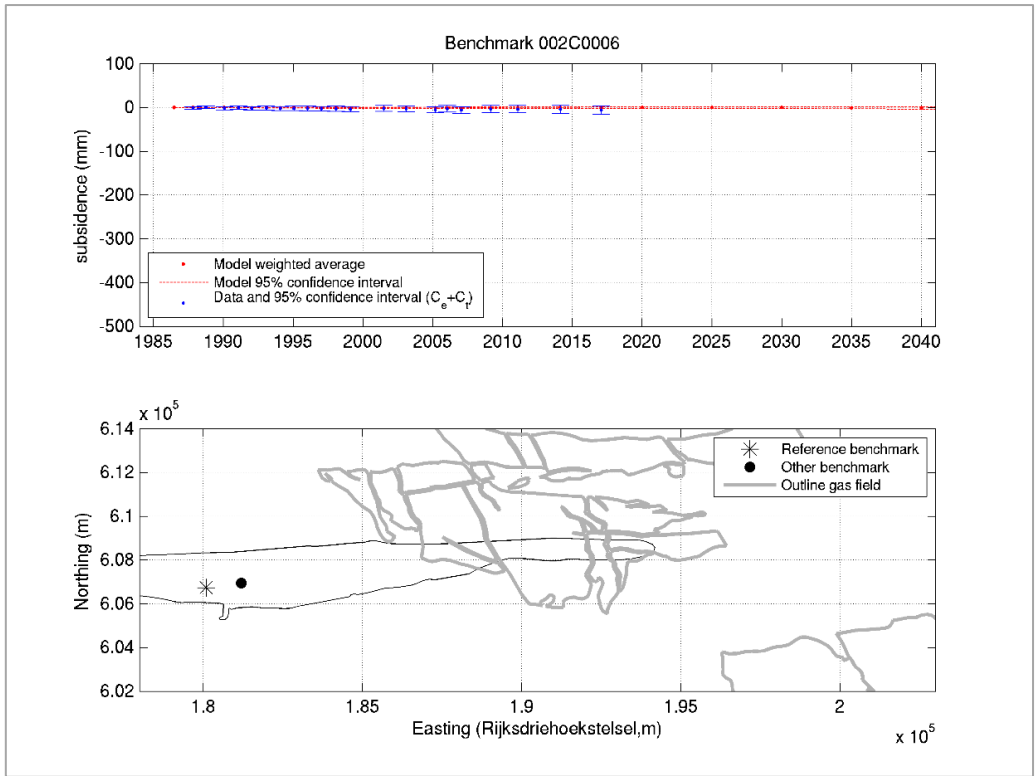 Benchmark 002C0006
100
0
-100
-200
-300
-400
-500
subsidence (mm)
Model weighted average
Model 95% confidence interval
Data and 95% confidence interval (C_e+C_t)
1985 1990 1995 2000 2005 2010 2015 2020 2025 2030 2035 2040
x 10^5
6.14
6.12
6.1
6.08
6.06
6.04
6.02
Northing (m)
Reference benchmark
Other benchmark
Outline gas field
1.8 1.85 1.9 1.95 2
Easting (Rijksdriehoekstelsel,m)
x 10^5